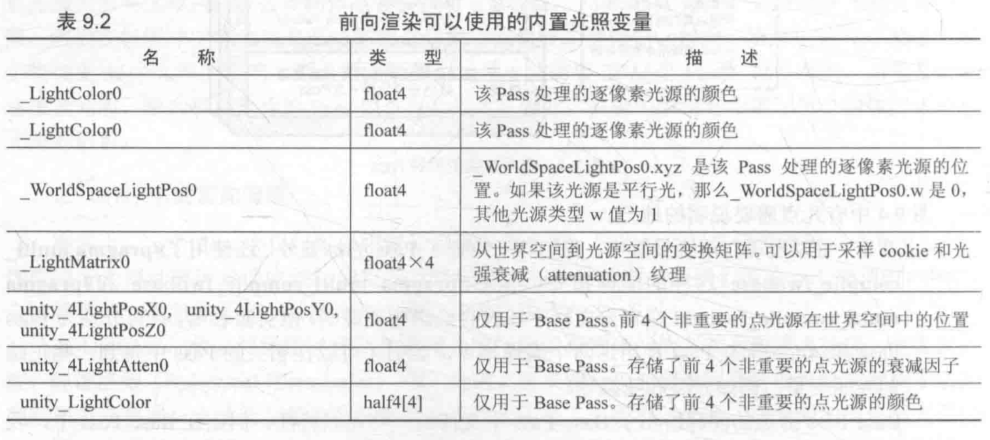 表 9.2 前向渲染可以使用的内置光照变量
名 称 类 型 描 述
_LightColor0 float4 该 Pass 处理的逐像素光源的颜色
_LightColor0 float4 该 Pass 处理的逐像素光源的颜色
_WorldSpaceLightPos0 float4 _WorldSpaceLightPos0.xyz 是该 Pass 处理的逐像素光源的位
置。如果该光源是平行光，那么_WorldSpaceLightPos0.w 是 0，
其他光源类型 w 值为 1
_LightMatrix0 float4×4 从世界空间到光源空间的变换矩阵。可以用于采样 cookie 和光
强衰减（attenuation）纹理
unity_4LightPosX0, unity_4LightPosY0,
unity_4LightPosZ0 float4 仅用于 Base Pass。前 4 个非重要的点光源在世界空间中的位置
unity_4LightAtten0 float4 仅用于 Base Pass。存储了前 4 个非重要的点光源的衰减因子
unity_LightColor half4[4] 仅用于 Base Pass。存储了前 4 个非重要的点光源的颜色